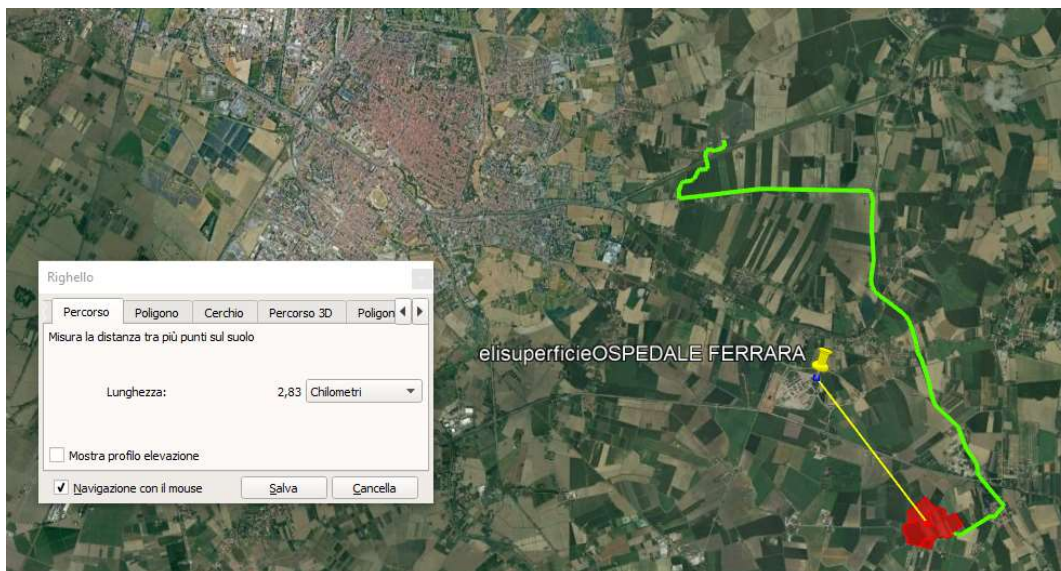 Righello
Percorso
Poligono
Cerchio
Percorso 3D
Poligon
Misura la distanza tra più punti sul suolo
Lunghezza:
2,83
Chilometri
Mostra profilo elevazione
Navigazione con il mouse
Salva
Cancella
elisuperficieOSPEDALE FERRARA